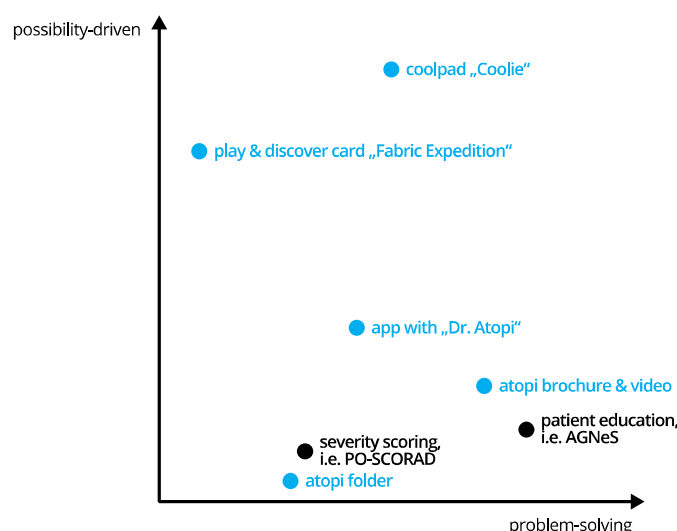 possibility-driven
coolpad „Coolie“
play & discover card „Fabric Expedition“
app with „Dr. Atopi“
atopi brochure & video
patient education,
i.e. AGNeS
severity scoring,
i.e. PO-SCORAD
atopi folder
problem-solving